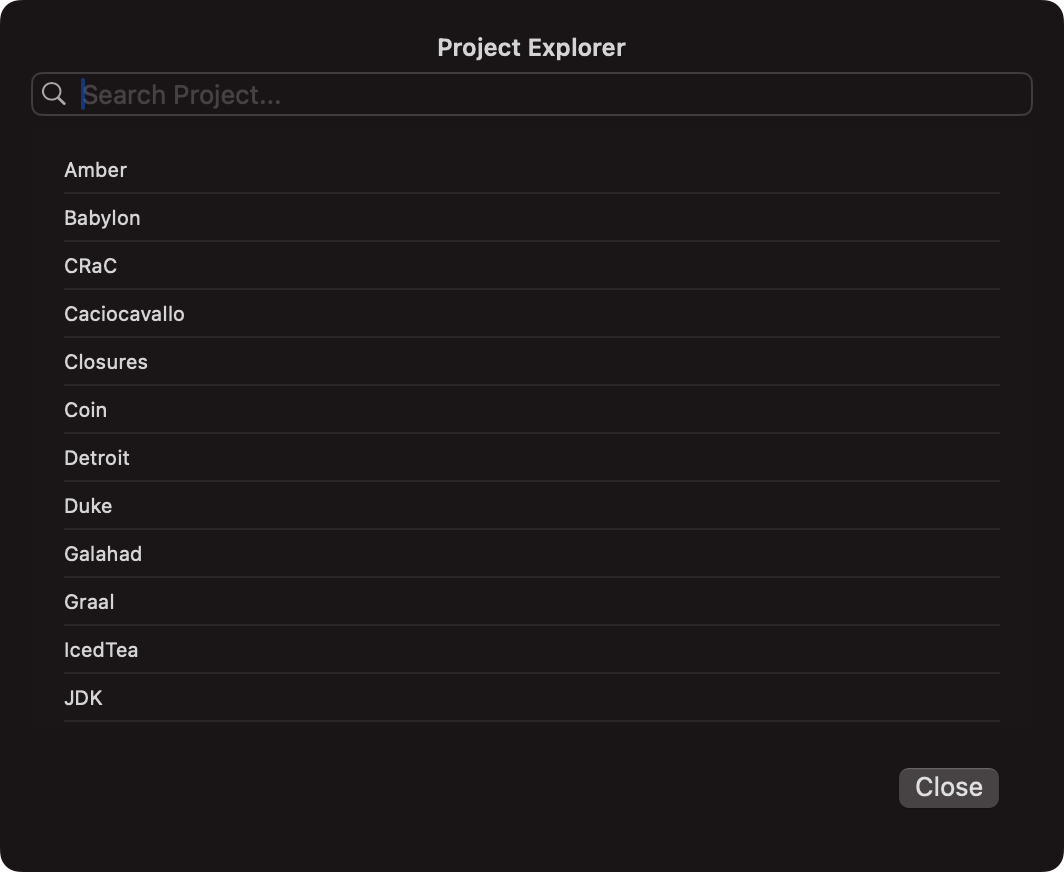 Project Explorer
Search Project...
Amber
Babylon
CRaC
Caciocavallo
Closures
Coin
Detroit
Duke
Galahad
Graal
IcedTea
JDK
Close